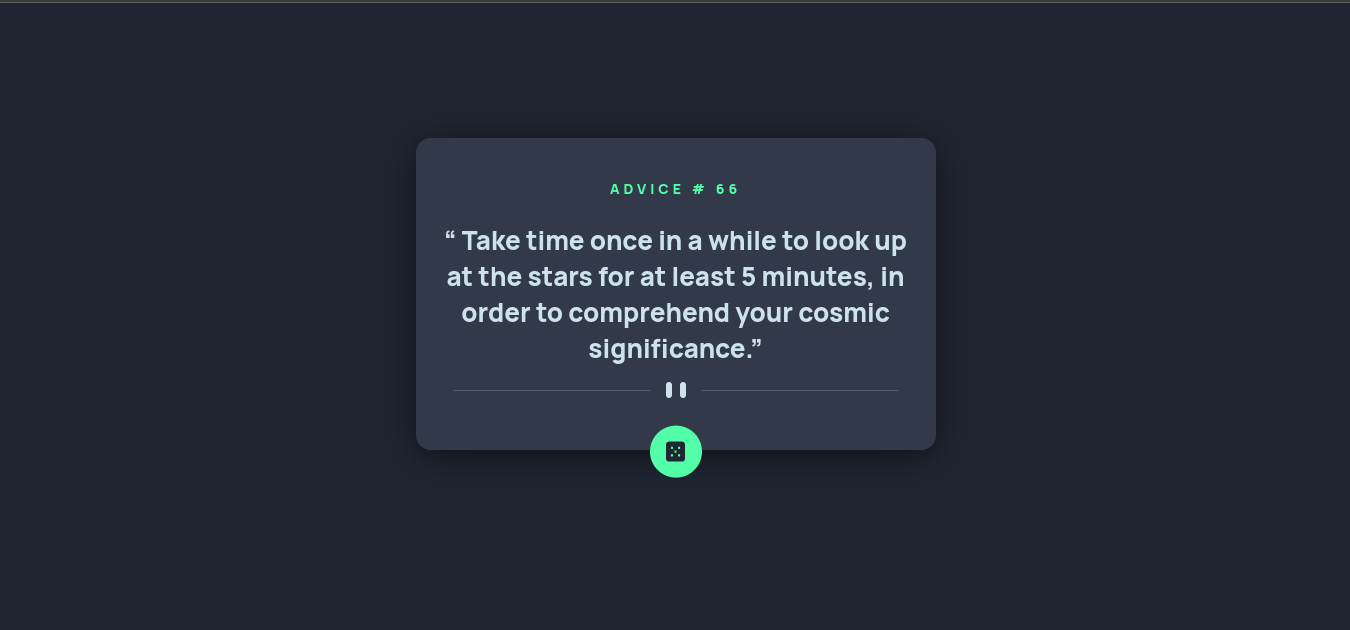 ADVICE # 66
“ Take time once in a while to look up
at the stars for at least 5 minutes, in
order to comprehend your cosmic
significance.”